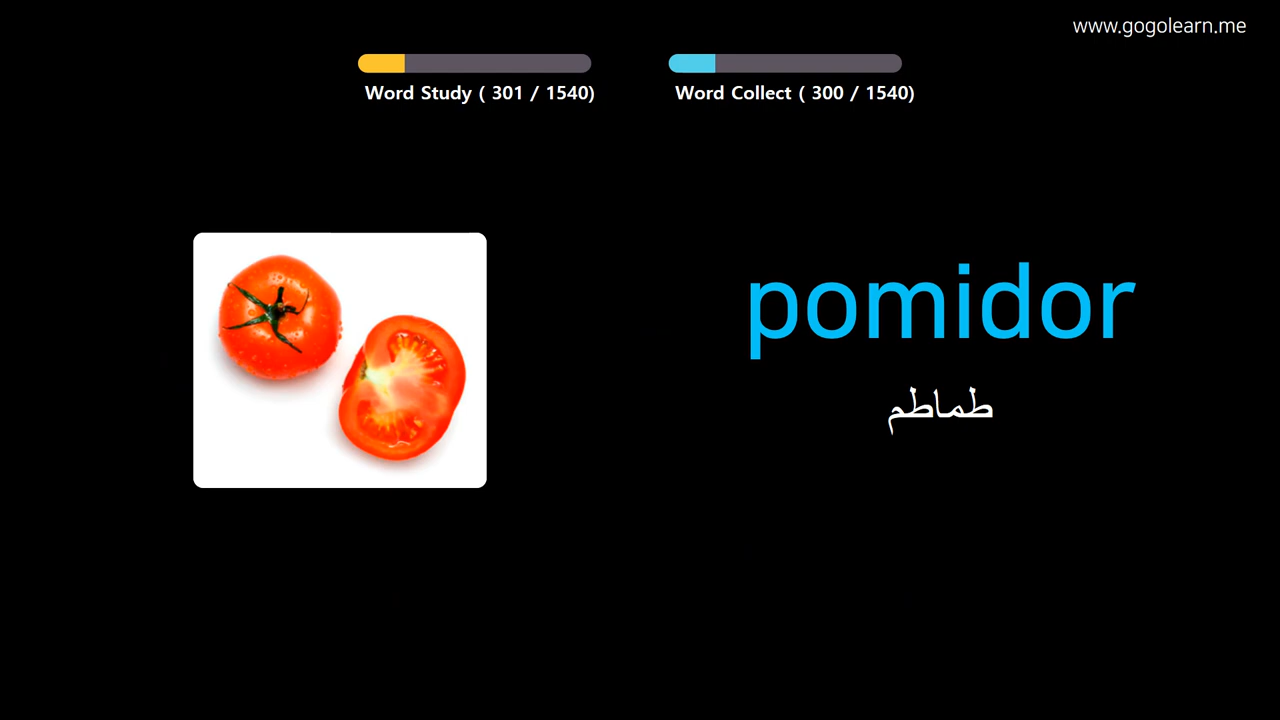 www.gogolearn.me
Word Study ( 301 / 1540)
Word Collect ( 300 / 1540)
pomidor
طماطم